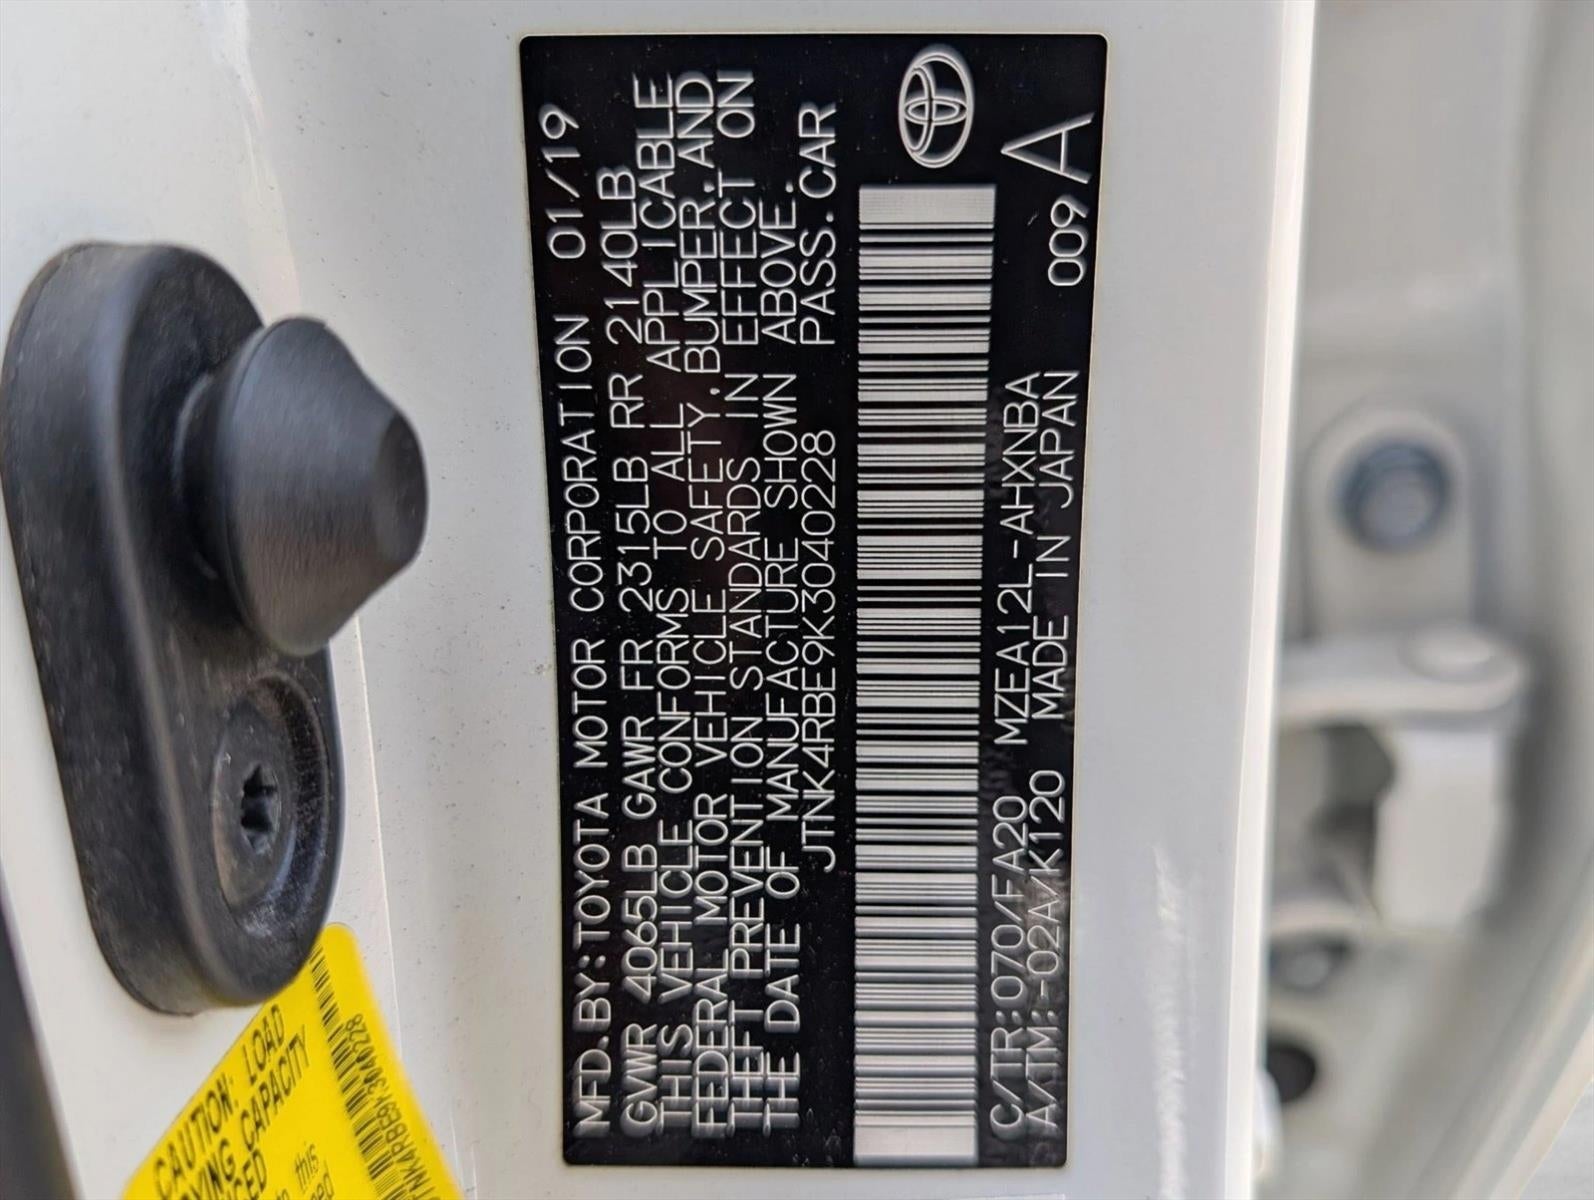 MFD.BY:TOYOTA MOTOR CORPORATION 01/19
GVWR 4065LB GAWR FR 2315LB RR 2140LB
THIS VEHICLE CONFORMS TO ALL APPLICABLE
FEDERAL MOTOR VEHICLE SAFETY,BUMPER,AND
THEFT PREVENTION STANDARDS IN EFFECT ON
THE DATE OF MANUFACTURE SHOWN ABOVE.
JTNK4RBE9K3040228 PASS.CAR
C/TR:070/FA20 MZEA12L-AHXNBA
A/TM:-02A/K120 MADE IN JAPAN 009 A
CAUTION: LOAD
CAPACITY
this